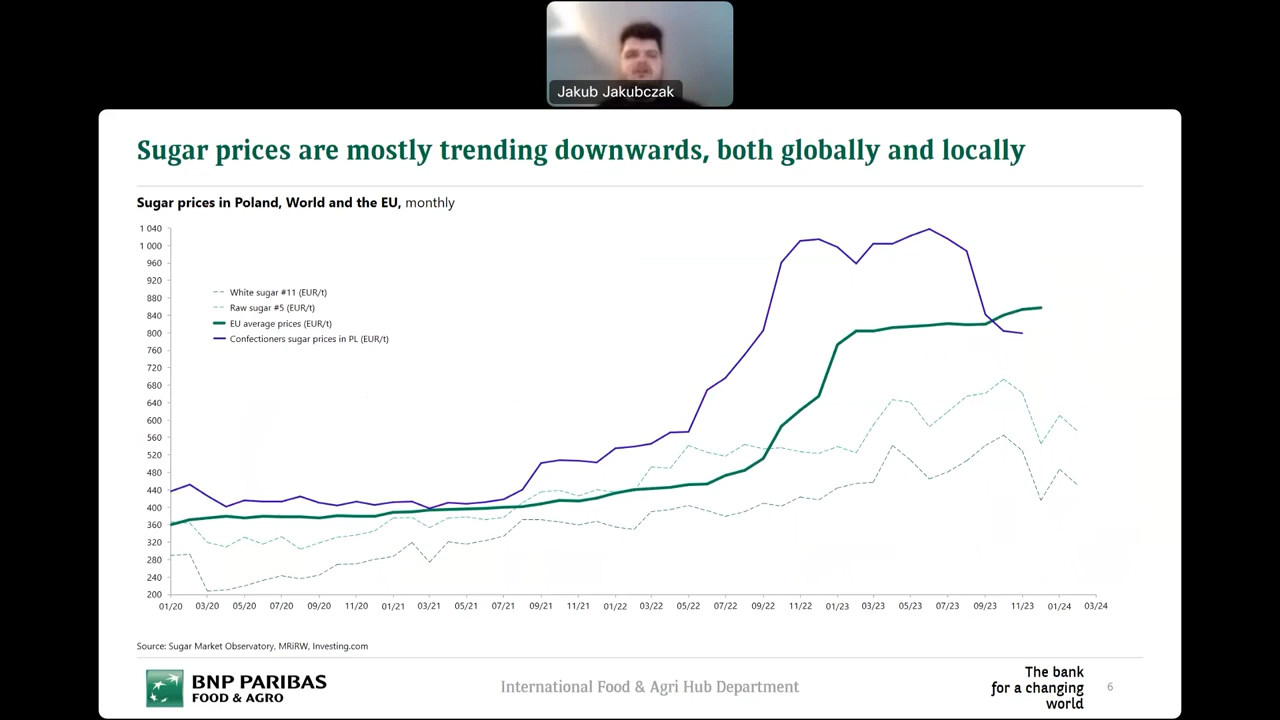 Jakub Jakubczak
Sugar prices are mostly trending downwards, both globally and locally
Sugar prices in Poland, World and the EU, monthly
1 040
1 000
960
920
880
840
800
760
720
680
640
600
560
520
480
440
400
360
320
280
240
200
White sugar #11 (EUR/t)
Raw sugar #5 (EUR/t)
EU average prices (EUR/t)
Confectioners sugar prices in PL (EUR/t)
01/20 03/20 05/20 07/20 09/20 11/20 01/21 03/21 05/21 07/21 09/21 11/21 01/22 03/22 05/22 07/22 09/22 11/22 01/23 03/23 05/23 07/23 09/23 11/23 01/24 03/24
Source: Sugar Market Observatory, MRiRW, Investing.com
BNP PARIBAS
FOOD & AGRO
International Food & Agri Hub Department
The bank
for a changing
world
6